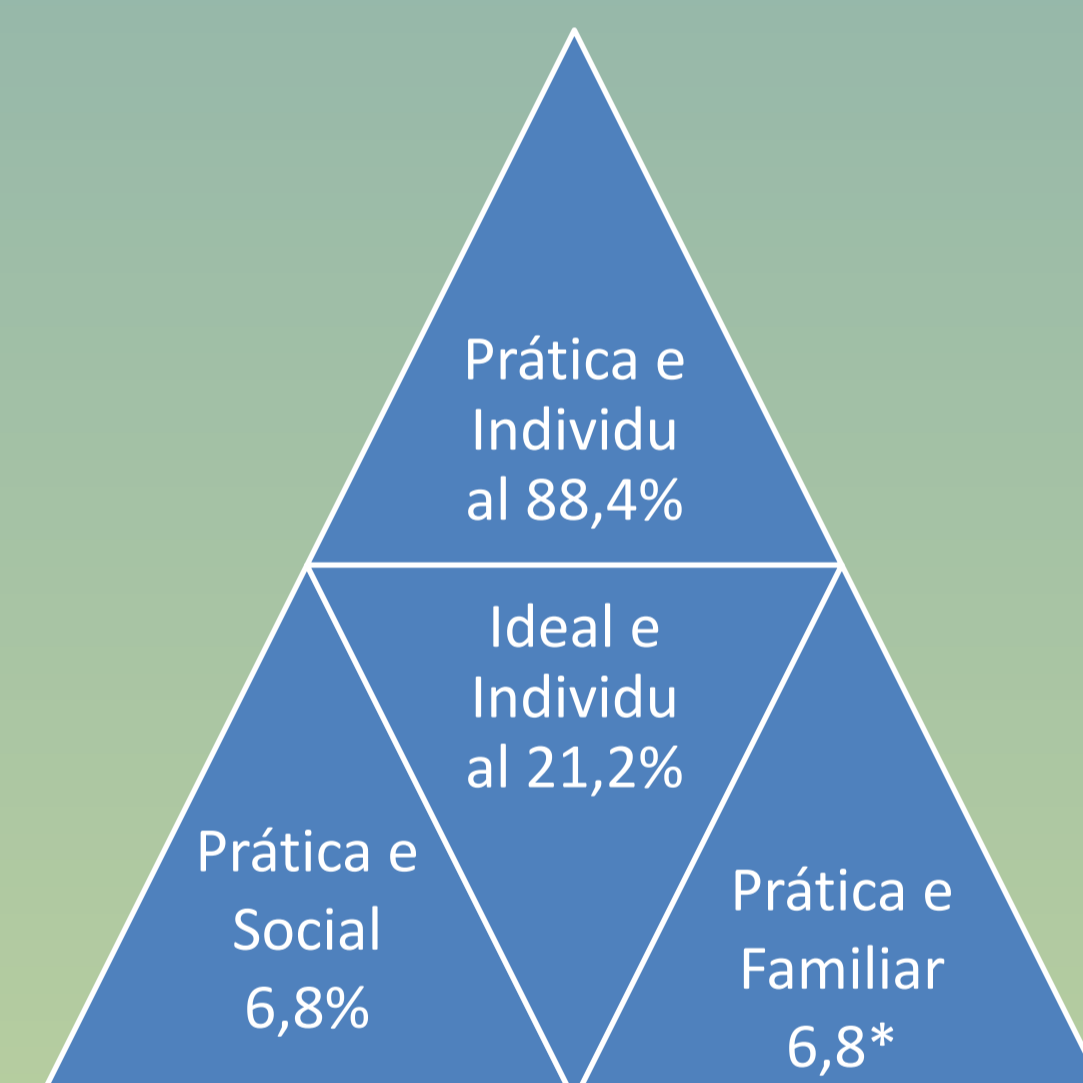 Prática e
Individu
al 88,4%
Ideal e
Individu
al 21,2%
Prática e
Social
6,8%
Prática e
Familiar
6,8*